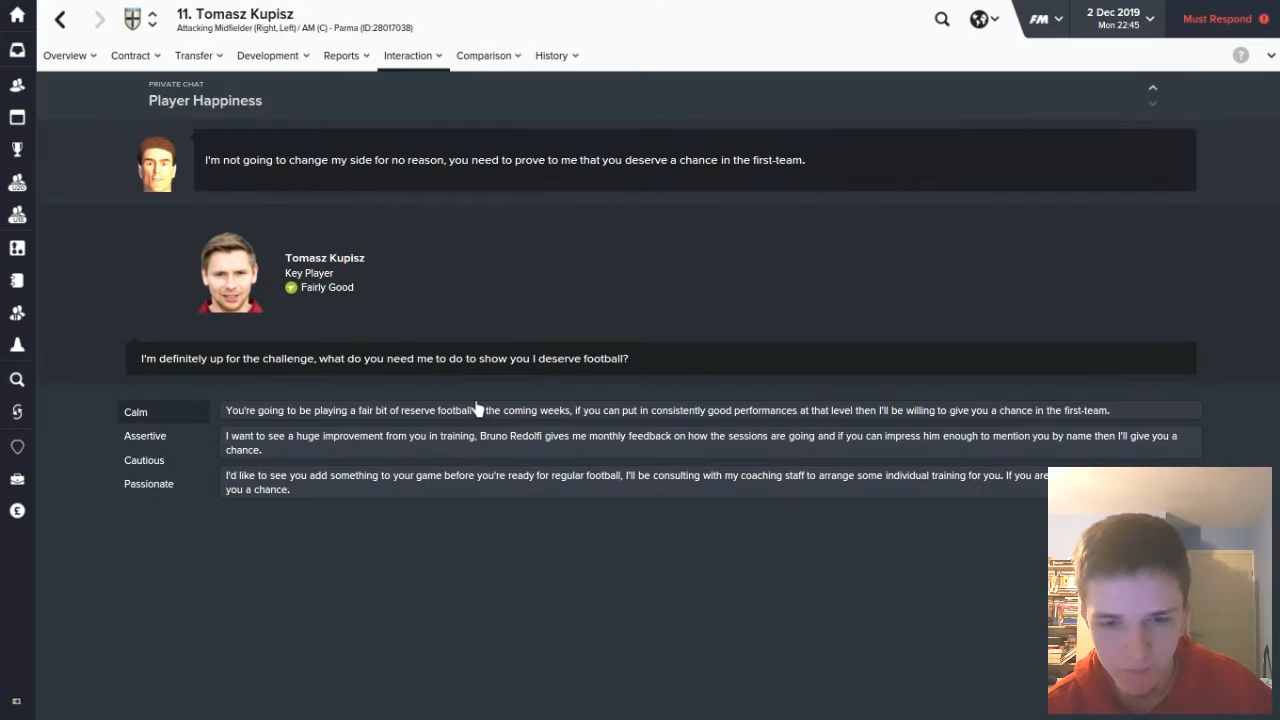 11. Tomasz Kupisz
Attacking Midfielder (Right, Left) / AM (C) - Parma (ID:28017038)
FM
2 Dec 2019
Mon 22:45
Must Respond
Overview
Contract
Transfer
Development
Reports
Interaction
Comparison
History
PRIVATE CHAT
Player Happiness
I'm not going to change my side for no reason, you need to prove to me that you deserve a chance in the first-team.
Tomasz Kupisz
Key Player
Fairly Good
I'm definitely up for the challenge, what do you need me to do to show you I deserve football?
Calm
You're going to be playing a fair bit of reserve football the coming weeks, if you can put in consistently good performances at that level then I'll be willing to give you a chance in the first-team.
Assertive
I want to see a huge improvement from you in training, Bruno Redolfi gives me monthly feedback on how the sessions are going and if you can impress him enough to mention you by name then I'll give you a
chance.
Cautious
Passionate
I'd like to see you add something to your game before you're ready for regular football, I'll be consulting with my coaching staff to arrange some individual training for you. If you are
you a chance.